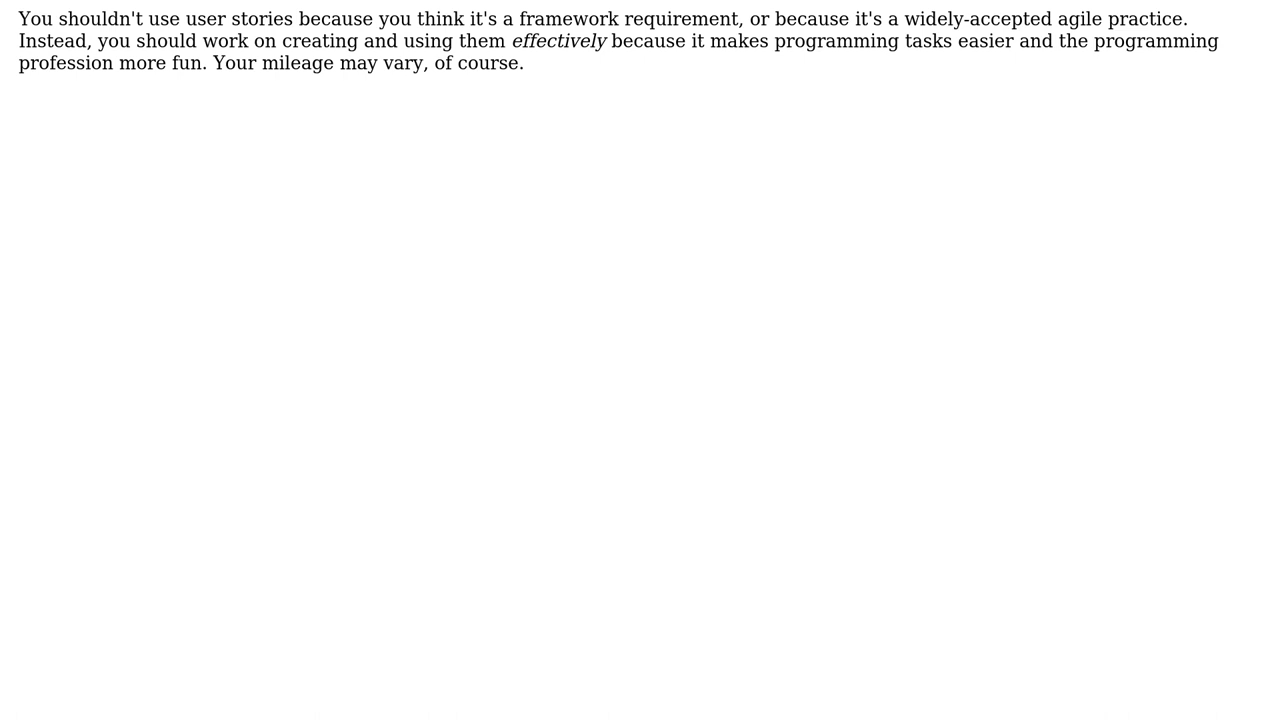 You shouldn't use user stories because you think it's a framework requirement, or because it's a widely-accepted agile practice.
Instead, you should work on creating and using them effectively because it makes programming tasks easier and the programming
profession more fun. Your mileage may vary, of course.